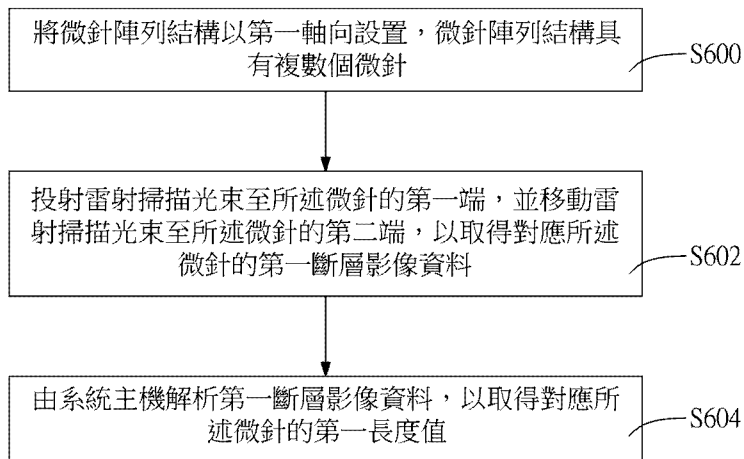 將微針陣列結構以第一軸向設置，微針陣列結構具
有複數個微針
S600
投射雷射掃描光束至所述微針的第一端，並移動雷
射掃描光束至所述微針的第二端，以取得對應所述
微針的第一斷層影像資料
S602
由系統主機解析第一斷層影像資料，以取得對應所
述微針的第一長度值
S604